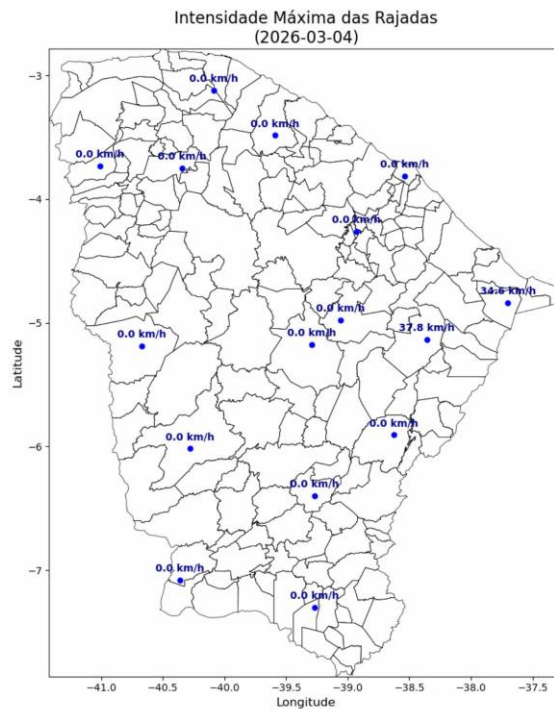 Intensidade Máxima das Rajadas
(2026-03-04)
−3
0.0 km/h
0.0 km/h
0.0 km/h
0.0 km/h
0.0 km/h
−4
0.0 km/h
34.6 km/h
0.0 km/h
37.8 km/h
0.0 km/h
−5
0.0 km/h
0.0 km/h
−6
0.0 km/h
0.0 km/h
−7
0.0 km/h
0.0 km/h
Latitude
−41.0
−40.5
−40.0
−39.5
−39.0
−38.5
−38.0
−37.5
Longitude